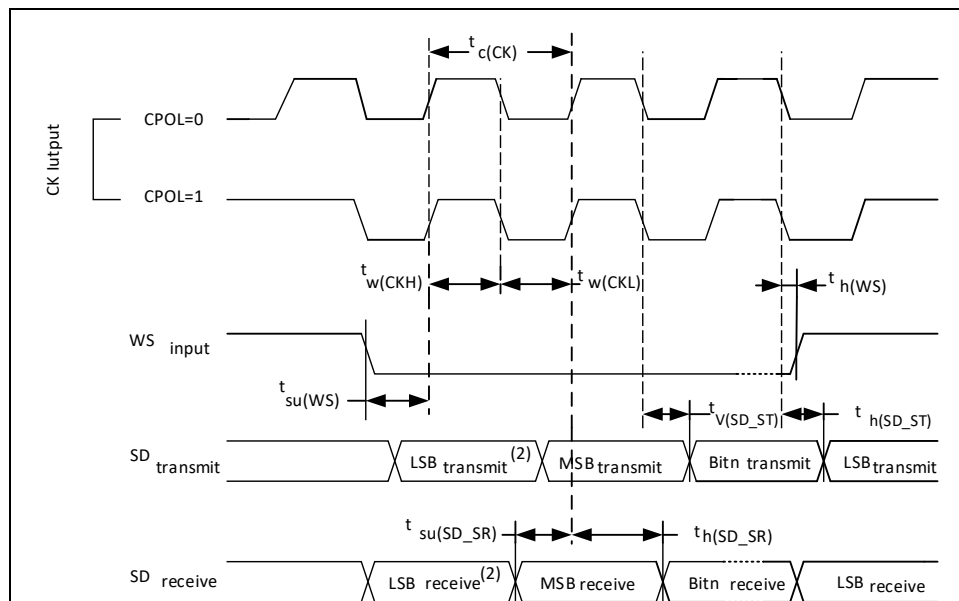 t c(CK)
CK Iutput
CPOL=0
CPOL=1
t w(CKH)
t w(CKL)
t h(WS)
WS input
t su(WS)
t V(SD_ST)
t h(SD_ST)
SD transmit
LSB transmit (2)
MSB transmit
Bitn transmit
LSB transmit
t su(SD_SR)
t h(SD_SR)
SD receive
LSB receive (2)
MSB receive
Bitn receive
LSB receive